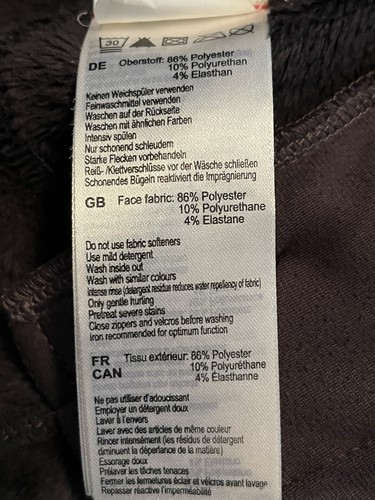 30
DE Oberstoff: 86% Polyester
10% Polyurethan
4% Elasthan
Keinen Weichspüler verwenden
Feinwaschmittel verwenden
Waschen auf der Rückseite
Waschen mit ähnlichen Farben
Intensiv spülen
Nur schonend schleudern
Starke Flecken vorbehandeln
Reiß- /Klettverschlüsse vor der Wäsche schließen
Schonendes Bügeln reaktiviert die Imprägnierung
GB Face fabric: 86% Polyester
10% Polyurethane
4% Elastane
Do not use fabric softeners
Use mild detergent
Wash inside out
Wash with similar colours
Intense rinse (detergent residue reduces water repellency of fabric)
Only gentle hurling
Pretreat severe stains
Close zippers and velcros before washing
Iron recommended for optimum function
FR Tissu extérieur: 86% Polyester
CAN 10% Polyuréthane
4% Élasthanne
Ne pas utiliser d'adoucissant
Employer un détergent doux
Laver à l'envers
Laver avec des articles de même couleur
Rincer intensément (les résidus de détergent
diminuent la déperlance de la matière)
Essorage doux
Prélaver les tâches tenaces
Fermer les fermetures éclair et velcros avant lavage
Repasser réactive l'imperméabilité